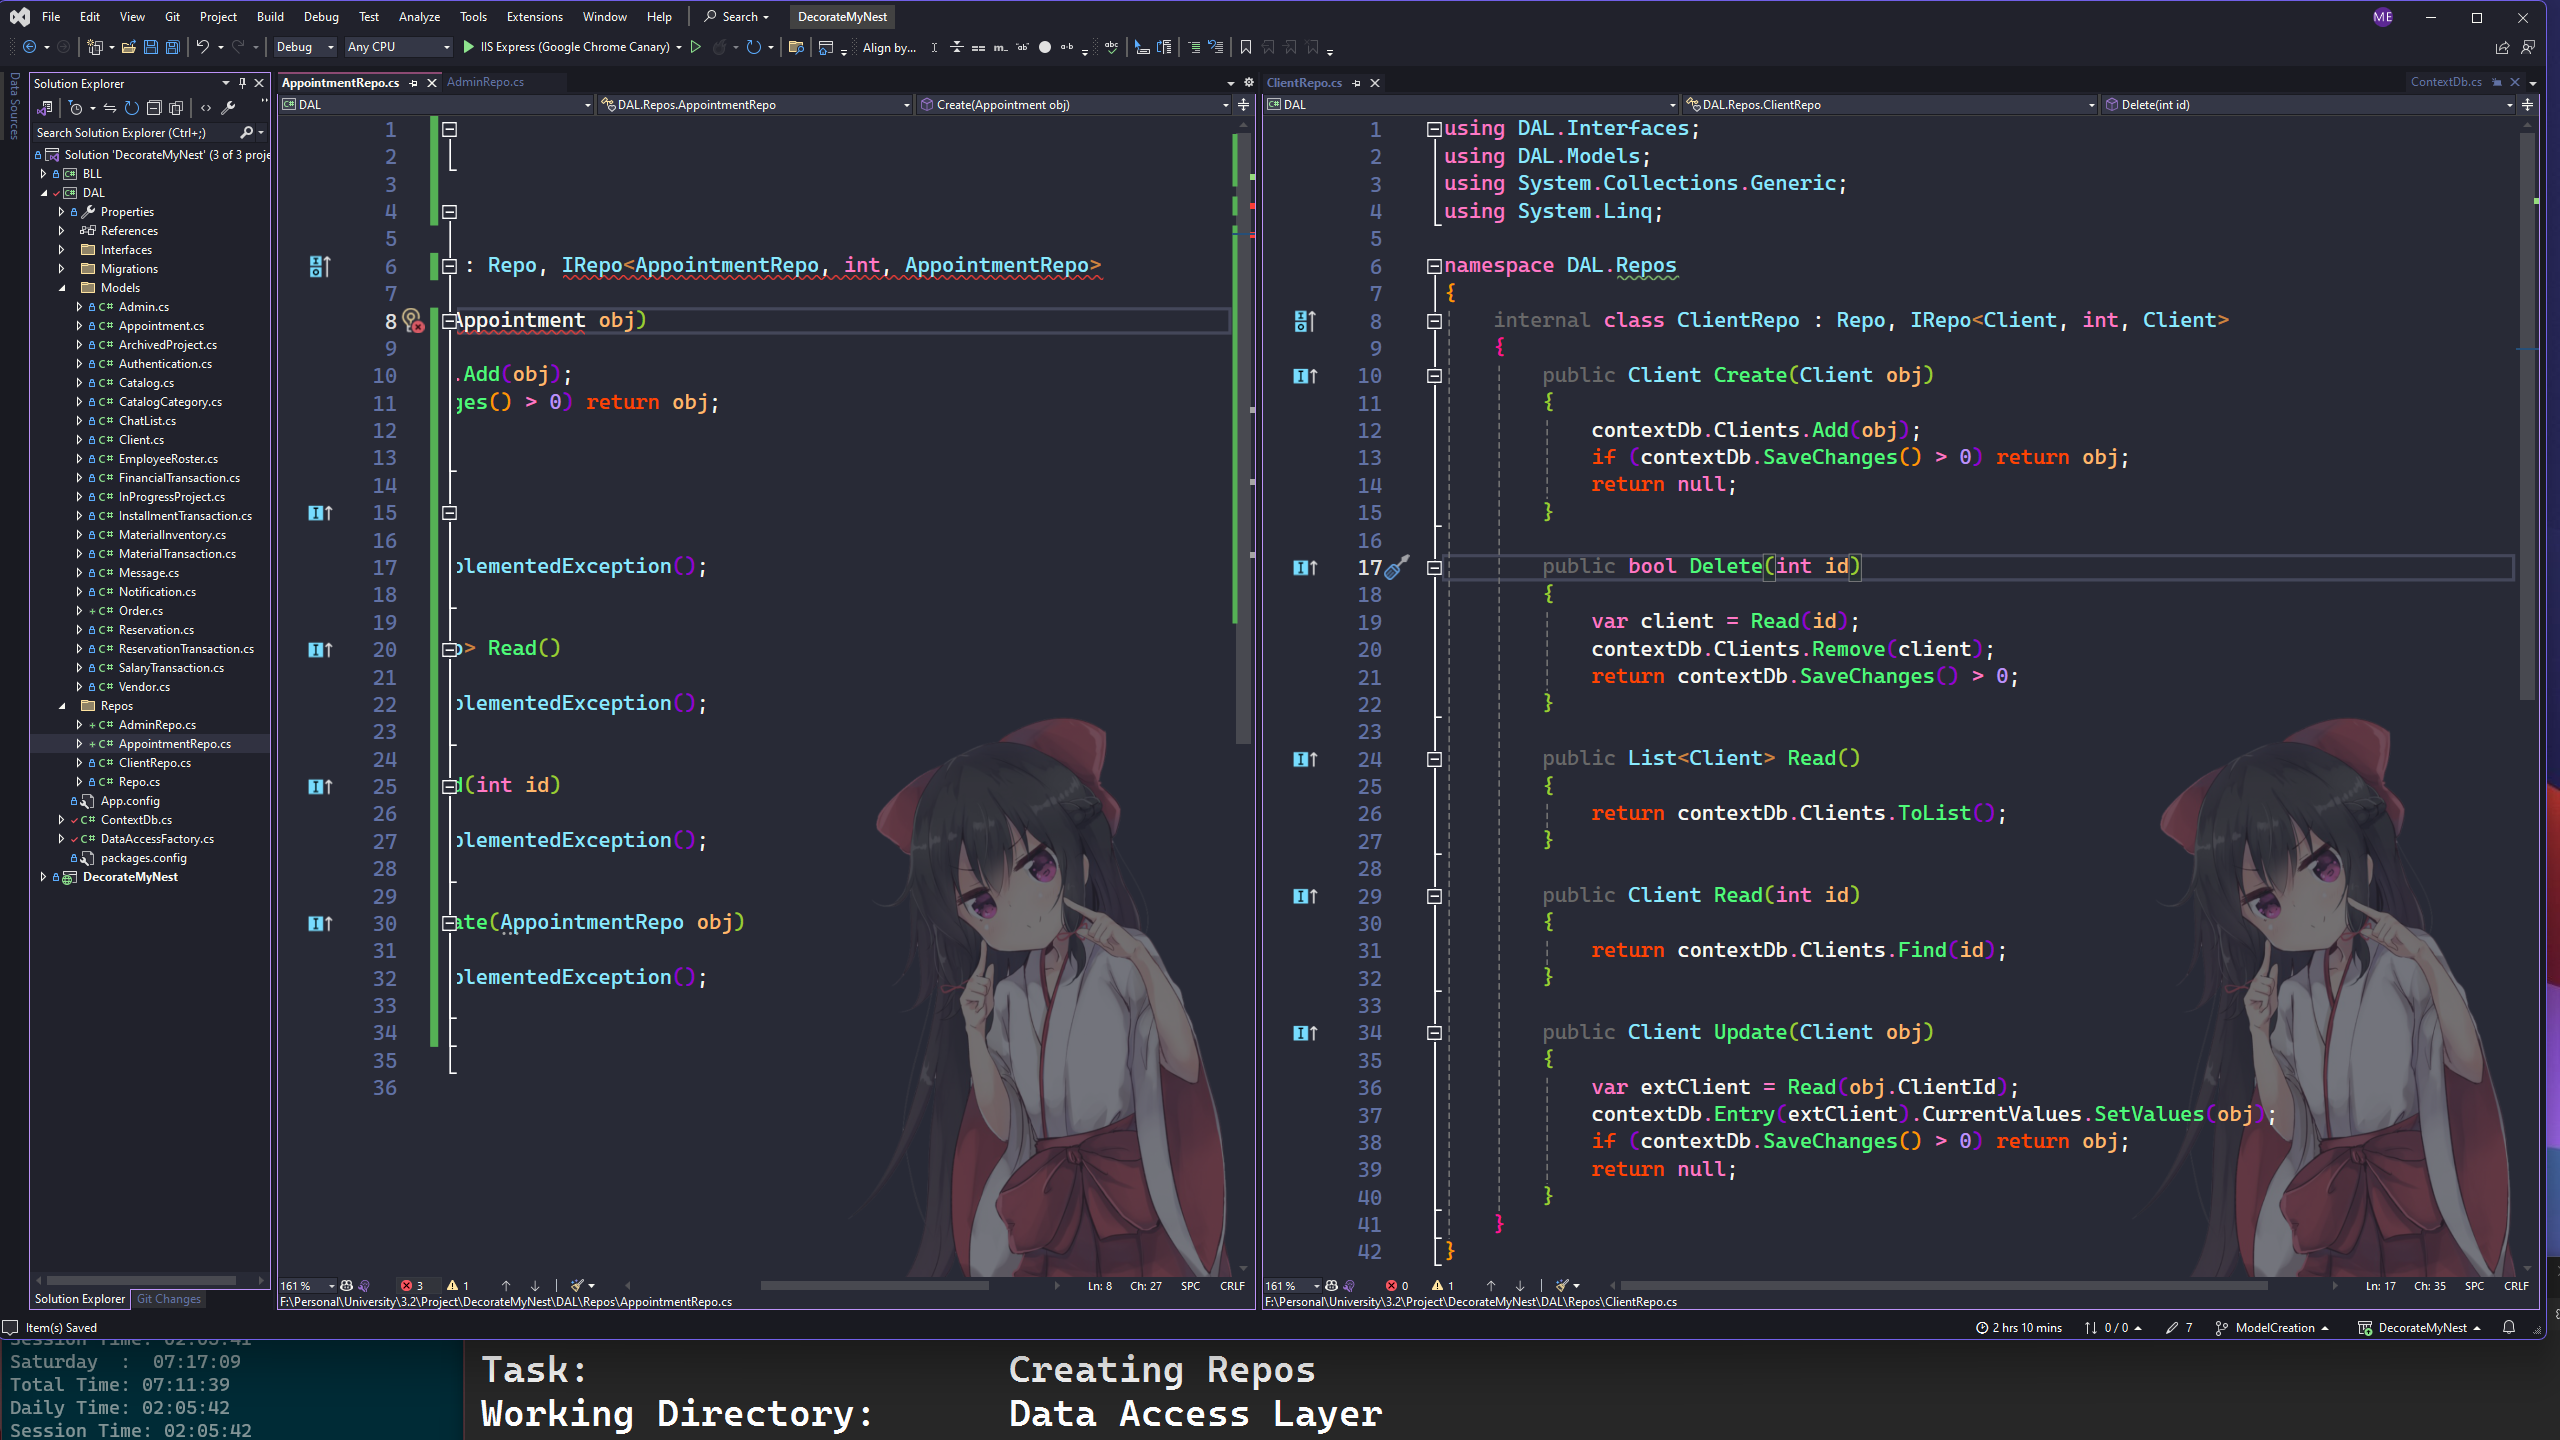 File Edit View Git Project Build Debug Test Analyze Tools Extensions Window Help Search DecorateMyNest ME
Debug Any CPU IIS Express (Google Chrome Canary) Align by...
Data Sources
Solution Explorer
Search Solution Explorer (Ctrl+;)
Solution 'DecorateMyNest' (3 of 3 proje
BLL
DAL
Properties
References
Interfaces
Migrations
Models
Admin.cs
Appointment.cs
ArchivedProject.cs
Authentication.cs
Catalog.cs
CatalogCategory.cs
ChatList.cs
Client.cs
EmployeeRoster.cs
FinancialTransaction.cs
InProgressProject.cs
InstallmentTransaction.cs
MaterialInventory.cs
MaterialTransaction.cs
Message.cs
Notification.cs
Order.cs
Reservation.cs
ReservationTransaction.cs
SalaryTransaction.cs
Vendor.cs
Repos
AdminRepo.cs
AppointmentRepo.cs
ClientRepo.cs
Repo.cs
App.config
ContextDb.cs
DataAccessFactory.cs
packages.config
DecorateMyNest
Solution Explorer Git Changes
AppointmentRepo.cs AdminRepo.cs
DAL DAL.Repos.AppointmentRepo Create(Appointment obj)
1
2
3
4
5
6 : Repo, IRepo<AppointmentRepo, int, AppointmentRepo>
7
8 Appointment obj)
9
10 .Add(obj);
11 ges() > 0) return obj;
12
13
14
15
16
17 plementedException();
18
19
20 o> Read()
21
22 plementedException();
23
24
25 d(int id)
26
27 plementedException();
28
29
30 ate(AppointmentRepo obj)
31
32 plementedException();
33
34
35
36
161 % 3 1 Ln: 8 Ch: 27 SPC CRLF
F:\Personal\University\3.2\Project\DecorateMyNest\DAL\Repos\AppointmentRepo.cs
ClientRepo.cs ContextDb.cs
DAL DAL.Repos.ClientRepo Delete(int id)
1 using DAL.Interfaces;
2 using DAL.Models;
3 using System.Collections.Generic;
4 using System.Linq;
5
6 namespace DAL.Repos
7 {
8 internal class ClientRepo : Repo, IRepo<Client, int, Client>
9 {
10 public Client Create(Client obj)
11 {
12 contextDb.Clients.Add(obj);
13 if (contextDb.SaveChanges() > 0) return obj;
14 return null;
15 }
16
17 public bool Delete(int id)
18 {
19 var client = Read(id);
20 contextDb.Clients.Remove(client);
21 return contextDb.SaveChanges() > 0;
22 }
23
24 public List<Client> Read()
25 {
26 return contextDb.Clients.ToList();
27 }
28
29 public Client Read(int id)
30 {
31 return contextDb.Clients.Find(id);
32 }
33
34 public Client Update(Client obj)
35 {
36 var extClient = Read(obj.ClientId);
37 contextDb.Entry(extClient).CurrentValues.SetValues(obj);
38 if (contextDb.SaveChanges() > 0) return obj;
39 return null;
40 }
41 }
42 }
161 % 0 1 Ln: 17 Ch: 35 SPC CRLF
F:\Personal\University\3.2\Project\DecorateMyNest\DAL\Repos\ClientRepo.cs
Item(s) Saved 2 hrs 10 mins 0 / 0 7 ModelCreation DecorateMyNest
Session Time: 02:05:41
Saturday : 07:17:09
Total Time: 07:11:39
Daily Time: 02:05:42
Session Time: 02:05:42
Task: Creating Repos
Working Directory: Data Access Layer